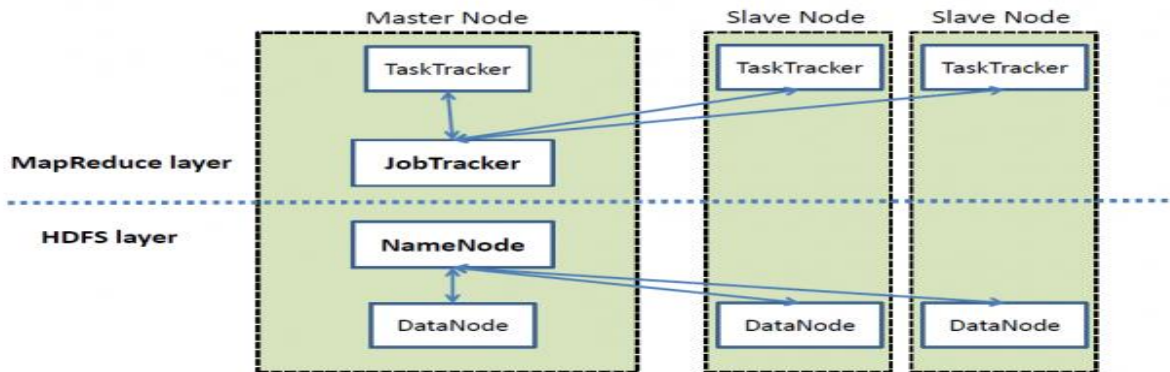 Master Node
Slave Node
Slave Node
TaskTracker
TaskTracker
TaskTracker
MapReduce layer
JobTracker
HDFS layer
NameNode
DataNode
DataNode
DataNode